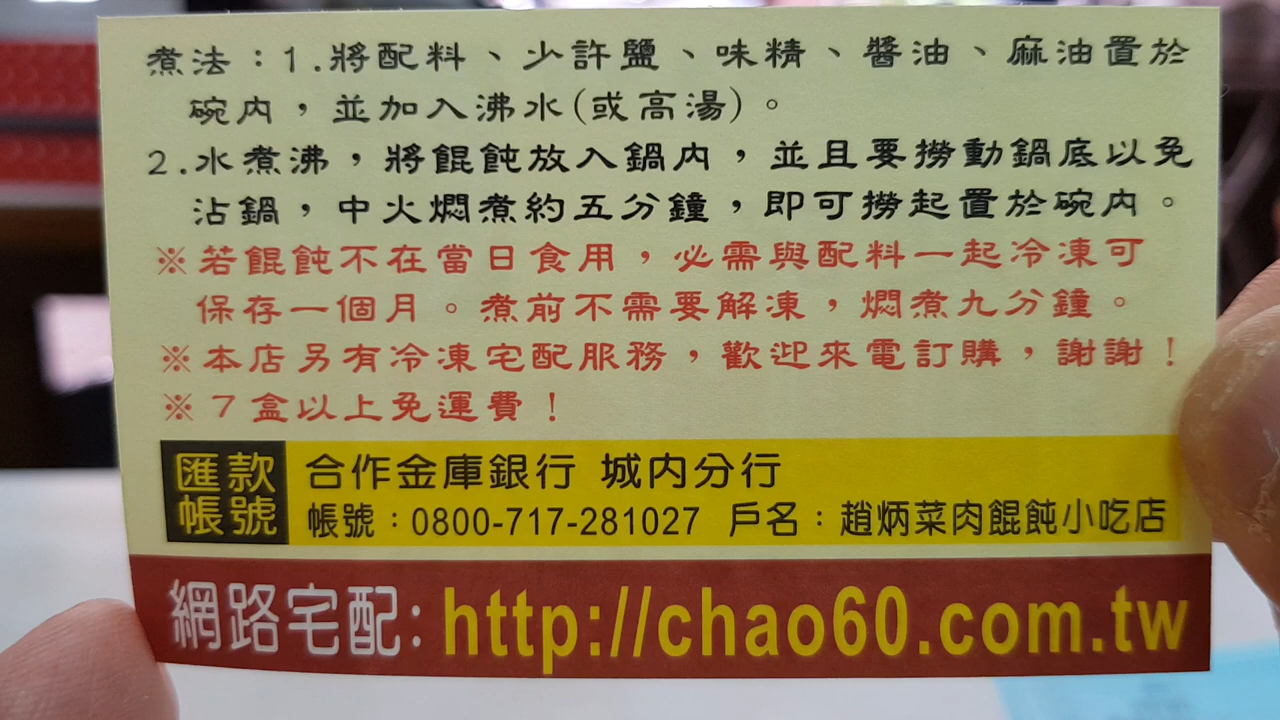 煮法：1.將配料、少許鹽、味精、醬油、麻油置於
碗內，並加入沸水(或高湯)。
2.水煮沸，將餛飩放入鍋內，並且要撈動鍋底以免
沾鍋，中火燜煮約五分鐘，即可撈起置於碗內。
※若餛飩不在當日食用，必需與配料一起冷凍可
保存一個月。煮前不需要解凍，燜煮九分鐘。
※本店另有冷凍宅配服務，歡迎來電訂購，謝謝！
※7盒以上免運費！
匯款帳號
合作金庫銀行 城內分行
帳號：0800-717-281027 戶名：趙炳菜肉餛飩小吃店
網路宅配：http://chao60.com.tw